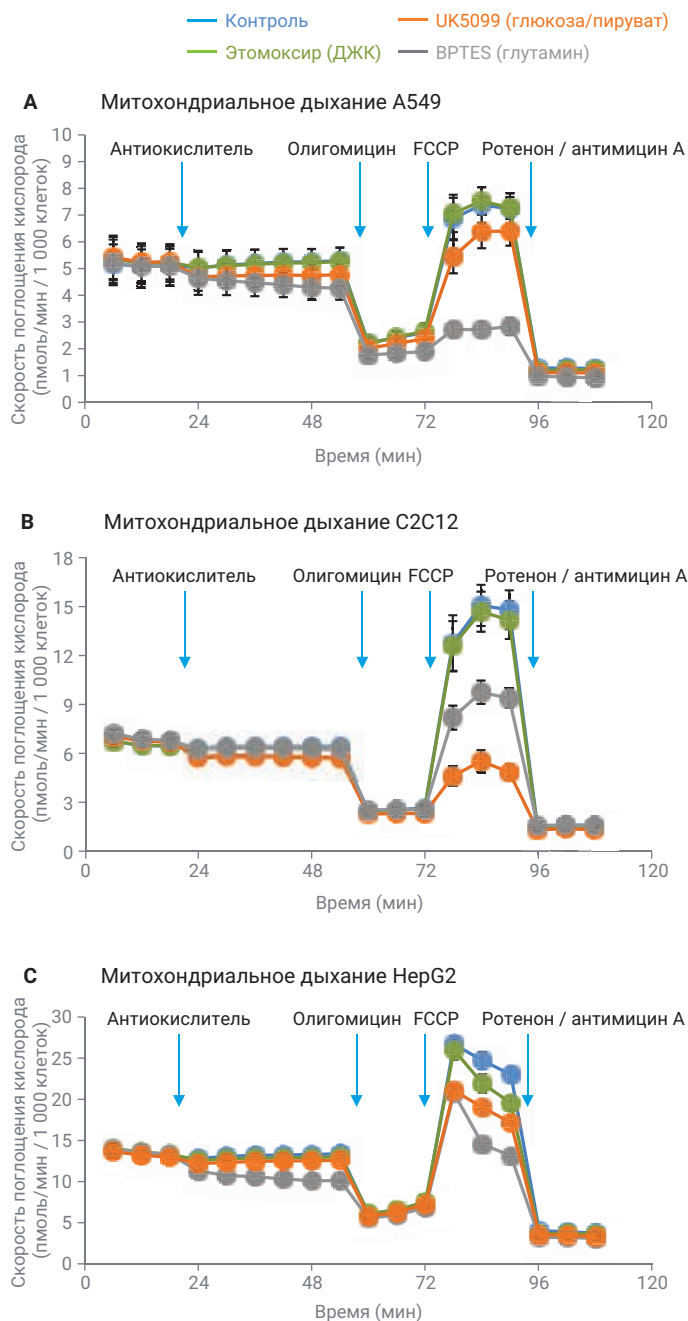 Контроль
UK5099 (глюкоза/пируват)
Этомоксир (ДЖК)
BPTES (глутамин)
A Митохондриальное дыхание A549
Скорость поглощения кислорода
(пмоль/мин / 1 000 клеток)
10
9
8
7
6
5
4
3
2
1
0
Антиокислитель
Олигомицин
FCCP
Ротенон / антимицин А
0 24 48 72 96 120
Время (мин)
B Митохондриальное дыхание C2C12
Скорость поглощения кислорода
(пмоль/мин / 1 000 клеток)
18
15
12
9
6
3
0
Антиокислитель
Олигомицин
FCCP
Ротенон / антимицин А
0 24 48 72 96 120
Время (мин)
C Митохондриальное дыхание HepG2
Скорость поглощения кислорода
(пмоль/мин / 1 000 клеток)
30
25
20
15
10
5
0
Антиокислитель
Олигомицин
FCCP
Ротенон / антимицин А
0 24 48 72 96 120
Время (мин)